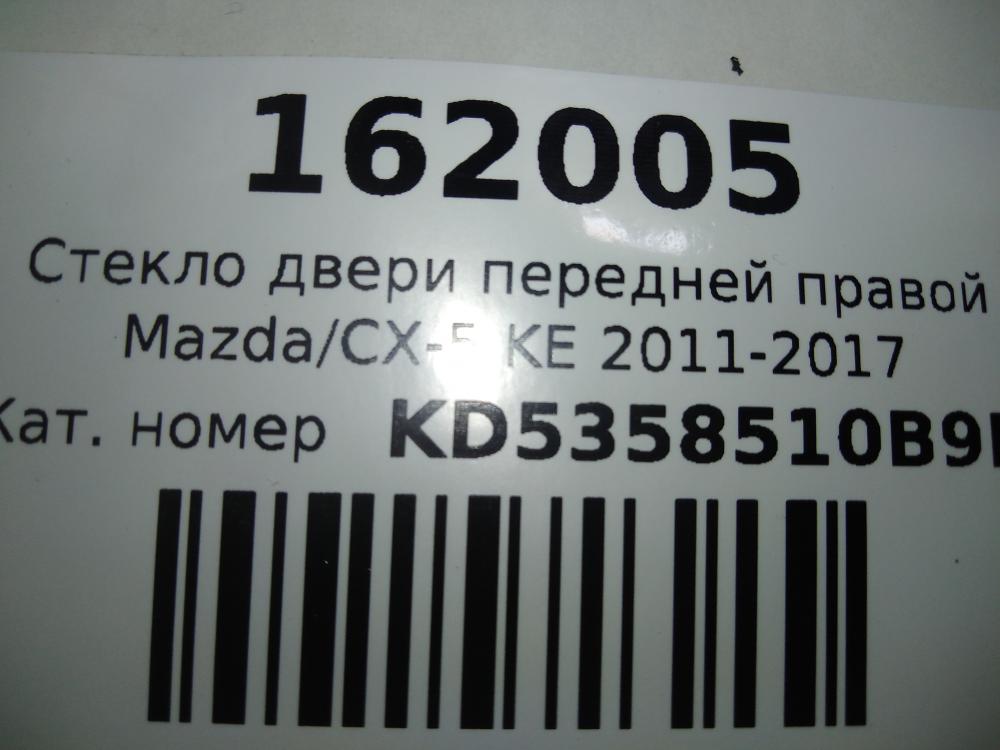 162005
Стекло двери передней правой
Mazda/CX-5 KE 2011-2017
Кат. номер KD5358510B9